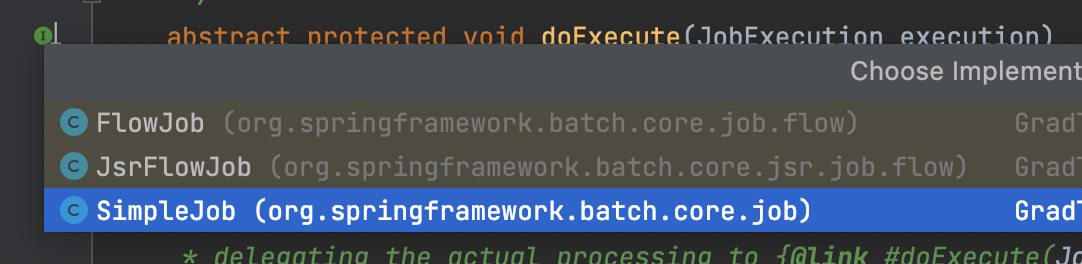 abstract protected void doExecute(JobExecution execution)
Choose Implement
FlowJob (org.springframework.batch.core.job.flow) Grad
JsrFlowJob (org.springframework.batch.core.jsr.job.flow) Grad
SimpleJob (org.springframework.batch.core.job) Grad
* delegating the actual processing to {@link #doExecute(Jo